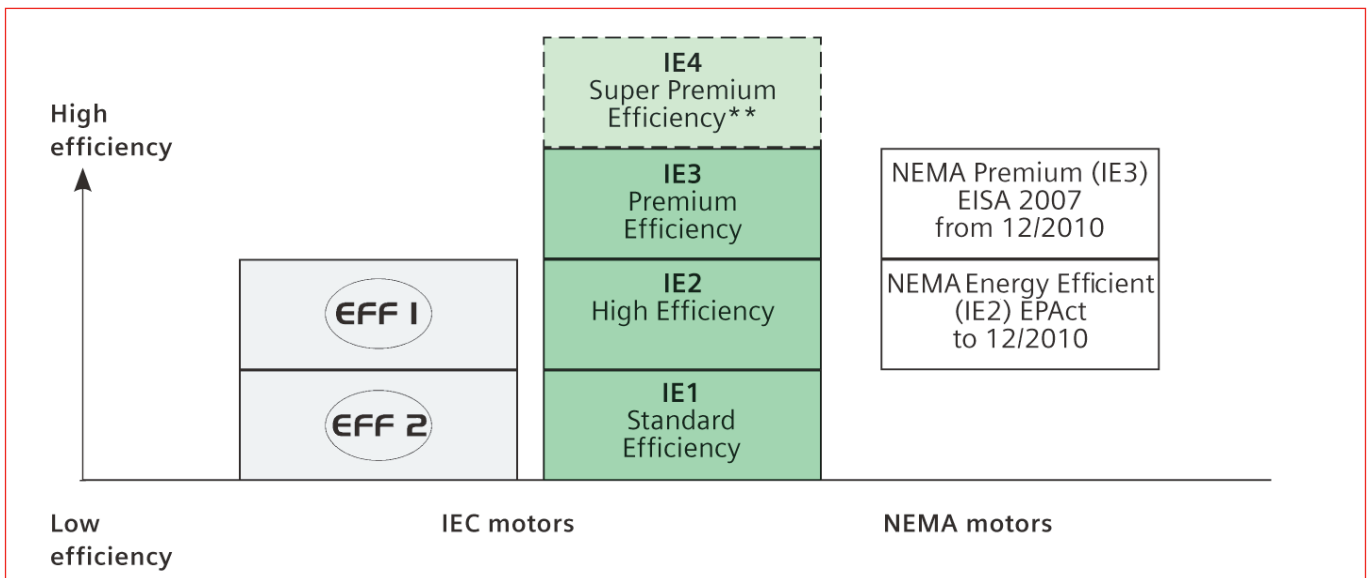 High
efficiency
IE4
Super Premium
Efficiency**
IE3
Premium
Efficiency
NEMA Premium (IE3)
EISA 2007
from 12/2010
EFF 1
IE2
High Efficiency
NEMA Energy Efficient
(IE2) EPAct
to 12/2010
EFF 2
IE1
Standard
Efficiency
Low
efficiency
IEC motors
NEMA motors